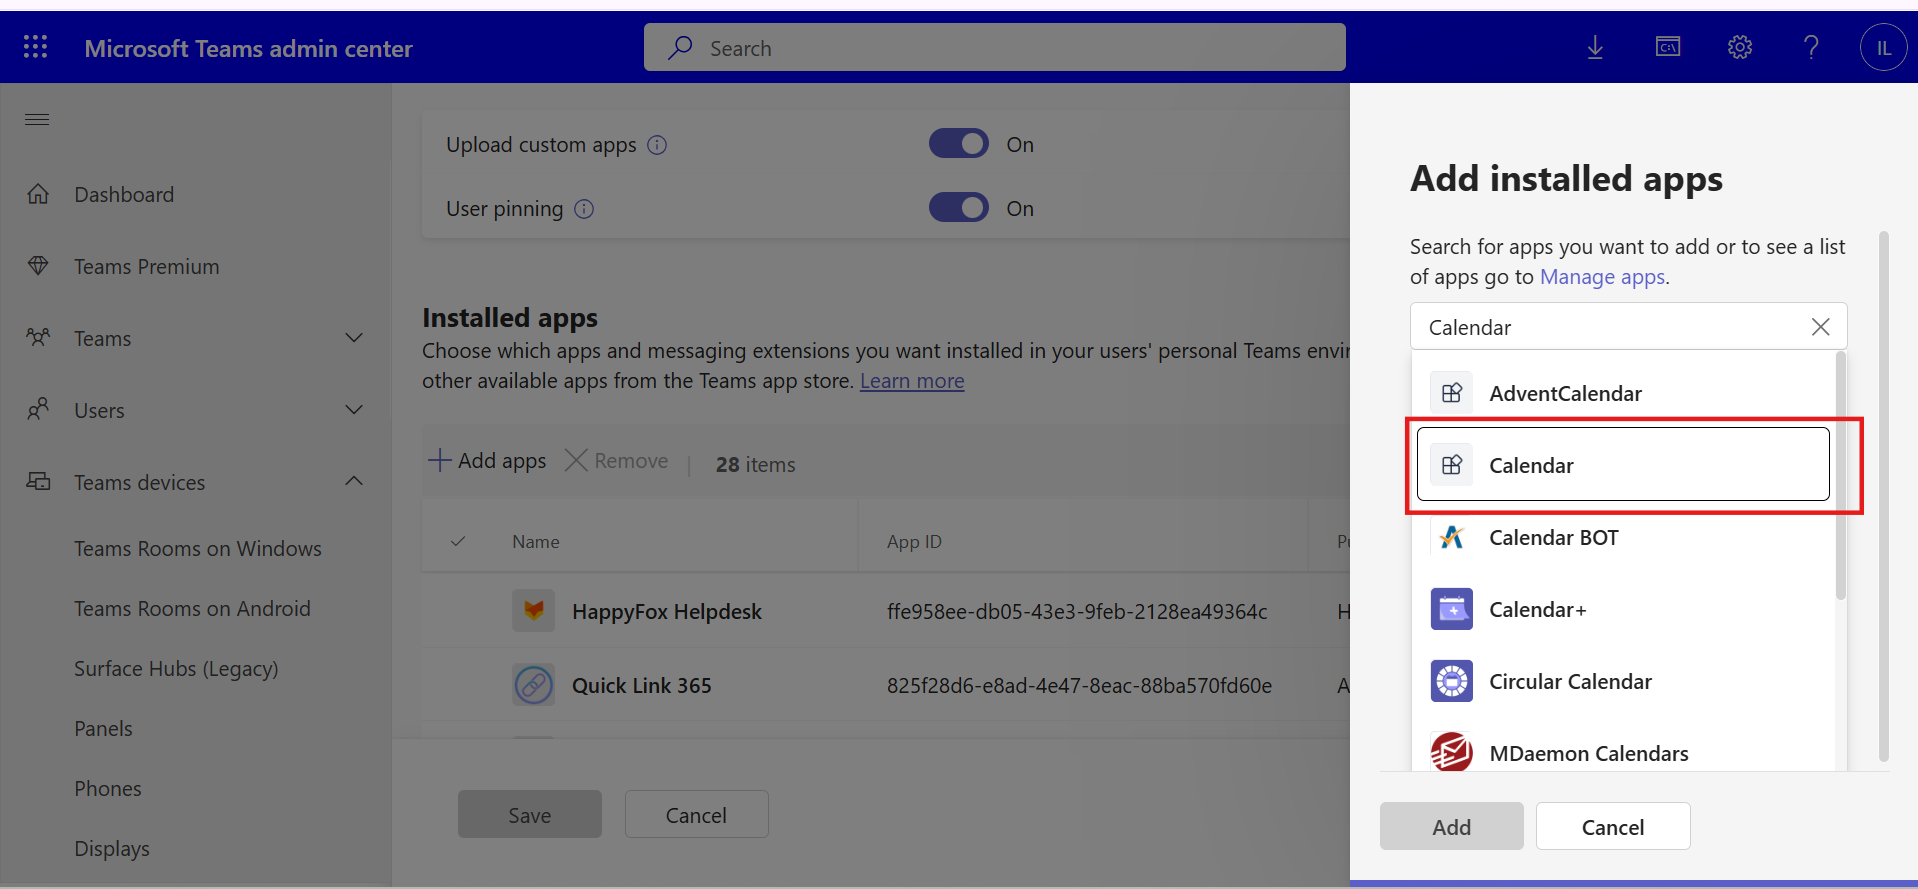 Microsoft Teams admin center
Search
C:\
IL
Dashboard
Teams Premium
Teams
Users
Teams devices
Teams Rooms on Windows
Teams Rooms on Android
Surface Hubs (Legacy)
Panels
Phones
Displays
Upload custom apps
On
User pinning
On
Installed apps
Choose which apps and messaging extensions you want installed in your users' personal Teams
other available apps from the Teams app store. Learn more
Add apps
Remove
28 items
Name
App ID
HappyFox Helpdesk
ffe958ee-db05-43e3-9feb-2128ea49364c
H
Quick Link 365
825f28d6-e8ad-4e47-8eac-88ba570fd60e
A
Save
Cancel
Add installed apps
Search for apps you want to add or to see a list
of apps go to Manage apps.
Calendar
AdventCalendar
Calendar
Calendar BOT
Calendar+
Circular Calendar
MDaemon Calendars
Add
Cancel